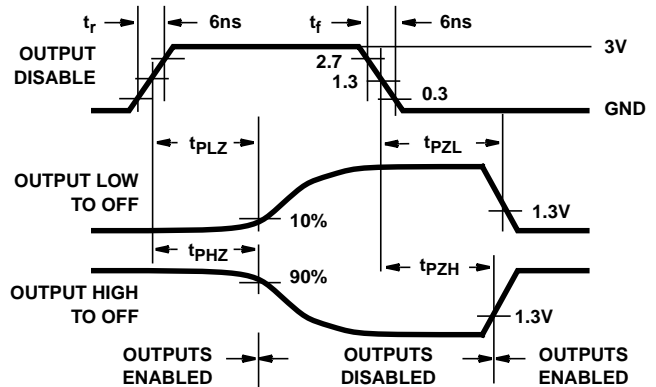 tr 6ns tf 6ns
OUTPUT
DISABLE
2.7
1.3
0.3
3V
GND
tPLZ tPZL
OUTPUT LOW
TO OFF
10%
1.3V
tPHZ tPZH
OUTPUT HIGH
TO OFF
90%
1.3V
OUTPUTS
ENABLED
OUTPUTS
DISABLED
OUTPUTS
ENABLED